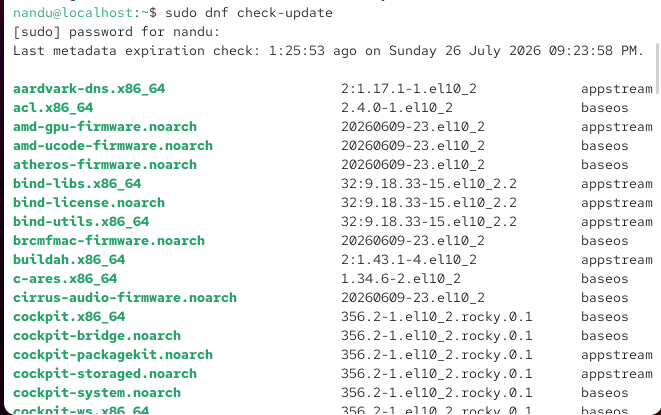 nandu@localhost:~$ sudo dnf check-update
[sudo] password for nandu:
Last metadata expiration check: 1:25:53 ago on Sunday 26 July 2026 09:23:58 PM.
aardvark-dns.x86_64 2:1.17.1-1.el10_2 appstream
acl.x86_64 2.4.0-1.el10_2 baseos
amd-gpu-firmware.noarch 20260609-23.el10_2 appstream
amd-ucode-firmware.noarch 20260609-23.el10_2 baseos
atheros-firmware.noarch 20260609-23.el10_2 baseos
bind-libs.x86_64 32:9.18.33-15.el10_2.2 appstream
bind-license.noarch 32:9.18.33-15.el10_2.2 appstream
bind-utils.x86_64 32:9.18.33-15.el10_2.2 appstream
brcmfmac-firmware.noarch 20260609-23.el10_2 baseos
buildah.x86_64 2:1.43.1-4.el10_2 appstream
c-ares.x86_64 1.34.6-2.el10_2 baseos
cirrus-audio-firmware.noarch 20260609-23.el10_2 baseos
cockpit.x86_64 356.2-1.el10_2.rocky.0.1 baseos
cockpit-bridge.noarch 356.2-1.el10_2.rocky.0.1 baseos
cockpit-packagekit.noarch 356.2-1.el10_2.rocky.0.1 appstream
cockpit-storaged.noarch 356.2-1.el10_2.rocky.0.1 appstream
cockpit-system.noarch 356.2-1.el10_2.rocky.0.1 baseos
cockpit-ws.x86_64 356.2-1.el10_2.rocky.0.1 baseos